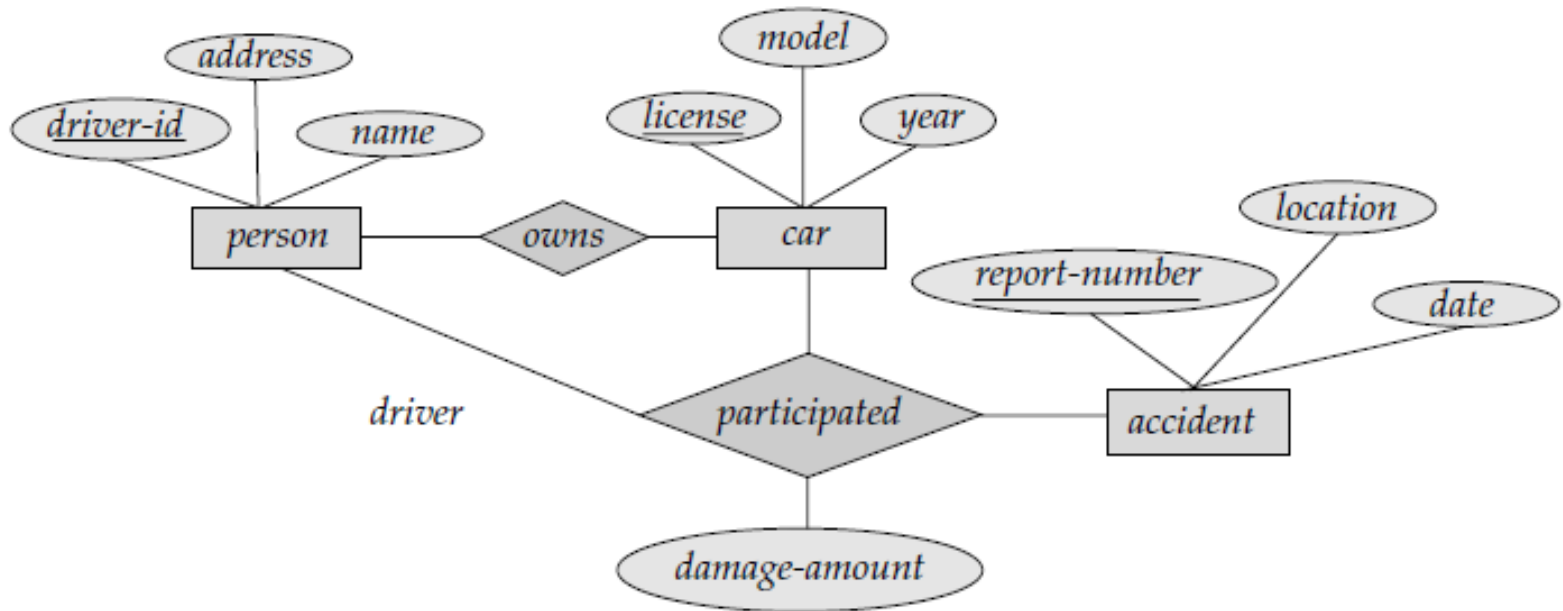 model
address
driver-id
name
license
year
location
person
owns
car
report-number
date
driver
participated
accident
damage-amount